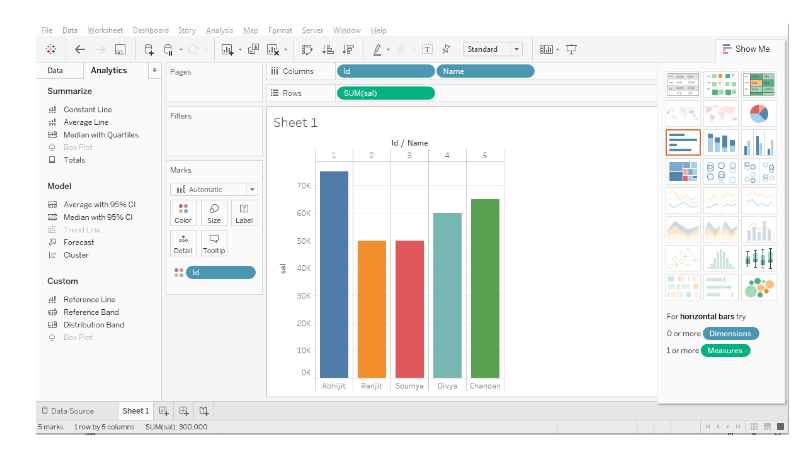 File Data Worksheet Dashboard Story Analysis Map Format Server Window Help
Standard
Show Me
Data Analytics
Summarize
Constant Line
Average Line
Median with Quartiles
Box Plot
Totals
Model
Average with 95% CI
Median with 95% CI
Trend Line
Forecast
Cluster
Custom
Reference Line
Reference Band
Distribution Band
Box Plot
Pages
Filters
Marks
Automatic
Color Size Label
Detail Tooltip
Id
Columns Id Name
Rows SUM(sal)
Sheet 1
Id / Name
1 2 3 4 5
70K
60K
50K
40K
30K
20K
10K
0K
sal
Abhijit Ranjit Soumya Divya Chandan
For horizontal bars try
0 or more Dimensions
1 or more Measures
Data Source Sheet 1
5 marks 1 row by 5 columns SUM(sal): 300,000